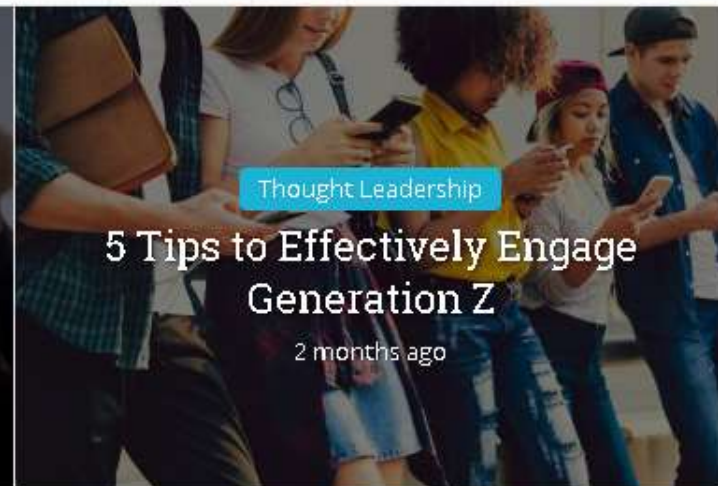 Thought Leadership
5 Tips to Effectively Engage
Generation Z
2 months ago